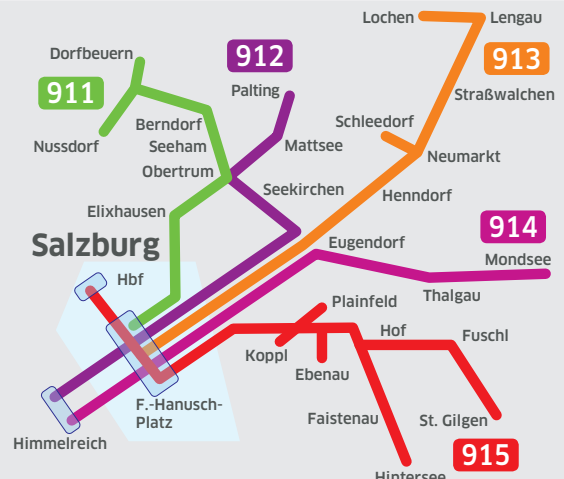 Lochen
Lengau
Dorfbeuern
912
913
911
Palting
Straßwalchen
Berndorf
Schleedorf
Nussdorf
Seeham
Mattsee
Neumarkt
Obertrum
Seekirchen
Henndorf
Elixhausen
914
Salzburg
Eugendorf
Mondsee
Hbf
Thalgau
Plainfeld
Hof
Fuschl
Koppl
Ebenau
F.-Hanusch-
Platz
Faistenau
St. Gilgen
Himmelreich
915
Hintersee